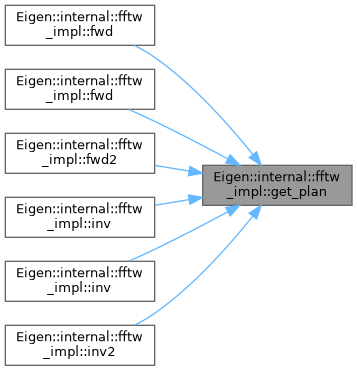 Eigen::internal::fftw
_impl::fwd
Eigen::internal::fftw
_impl::fwd
Eigen::internal::fftw
_impl::fwd2
Eigen::internal::fftw
_impl::get_plan
Eigen::internal::fftw
_impl::inv
Eigen::internal::fftw
_impl::inv
Eigen::internal::fftw
_impl::inv2